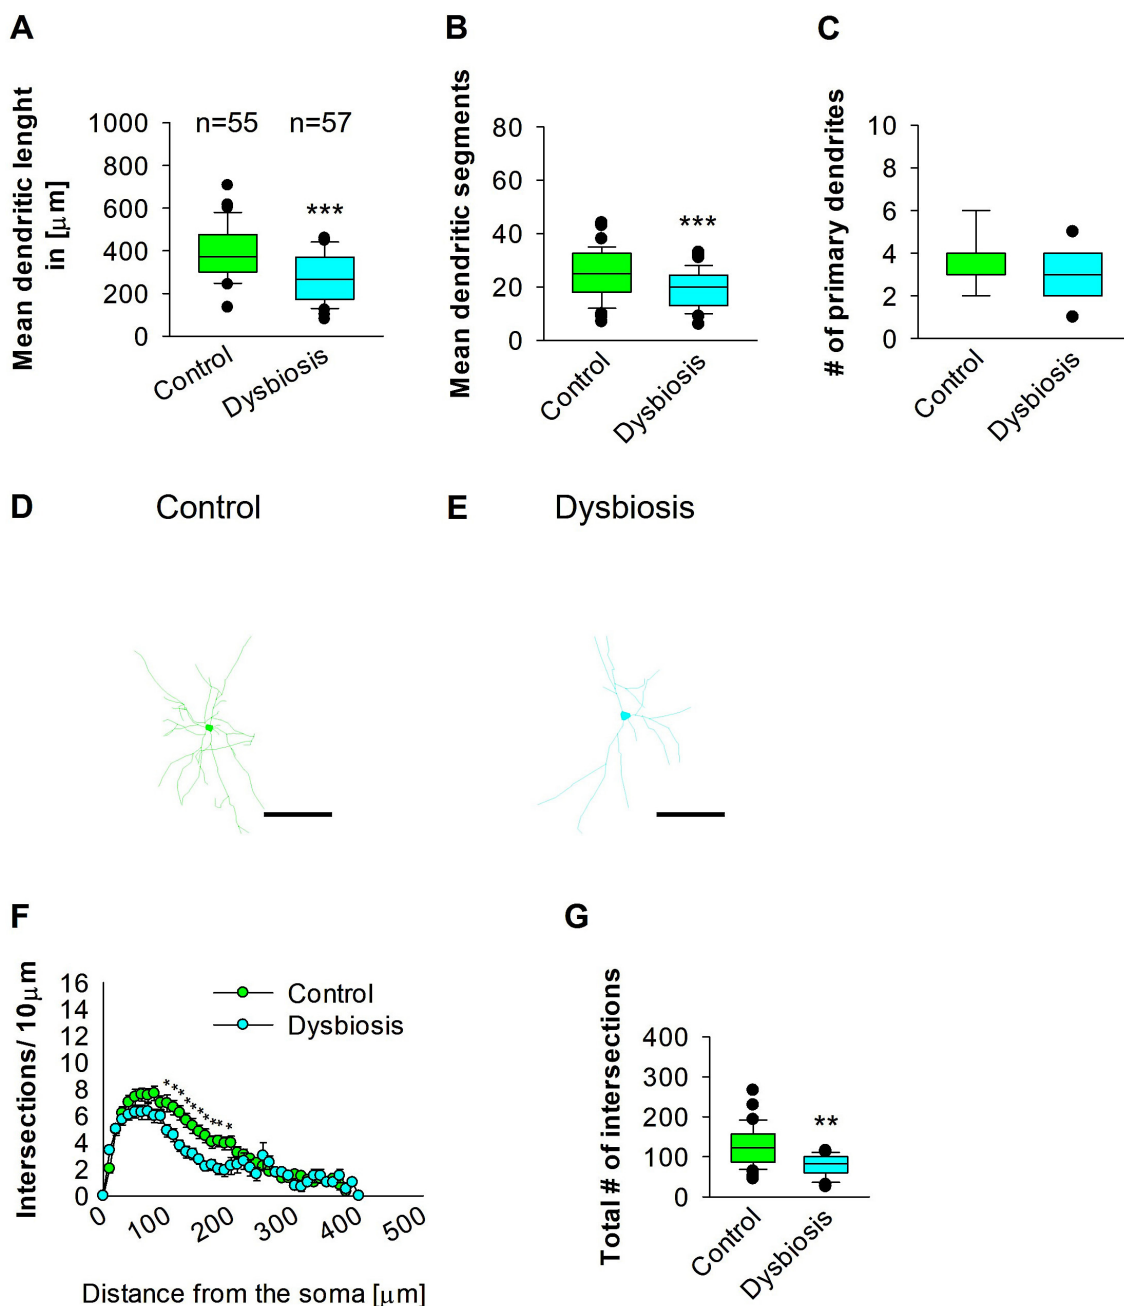 A
Mean dendritic lenght
in [μm]
1000
800
600
400
200
0
n=55
n=57
***
Control
Dysbiosis
B
Mean dendritic segments
80
60
40
20
0
***
Control
Dysbiosis
C
# of primary dendrites
10
8
6
4
2
0
Control
Dysbiosis
D
Control
E
Dysbiosis
F
Intersections/ 10μm
16
14
12
10
8
6
4
2
0
Control
Dysbiosis
***********
0
100
200
300
400
500
Distance from the soma [μm]
G
Total # of intersections
400
300
200
100
0
**
Control
Dysbiosis